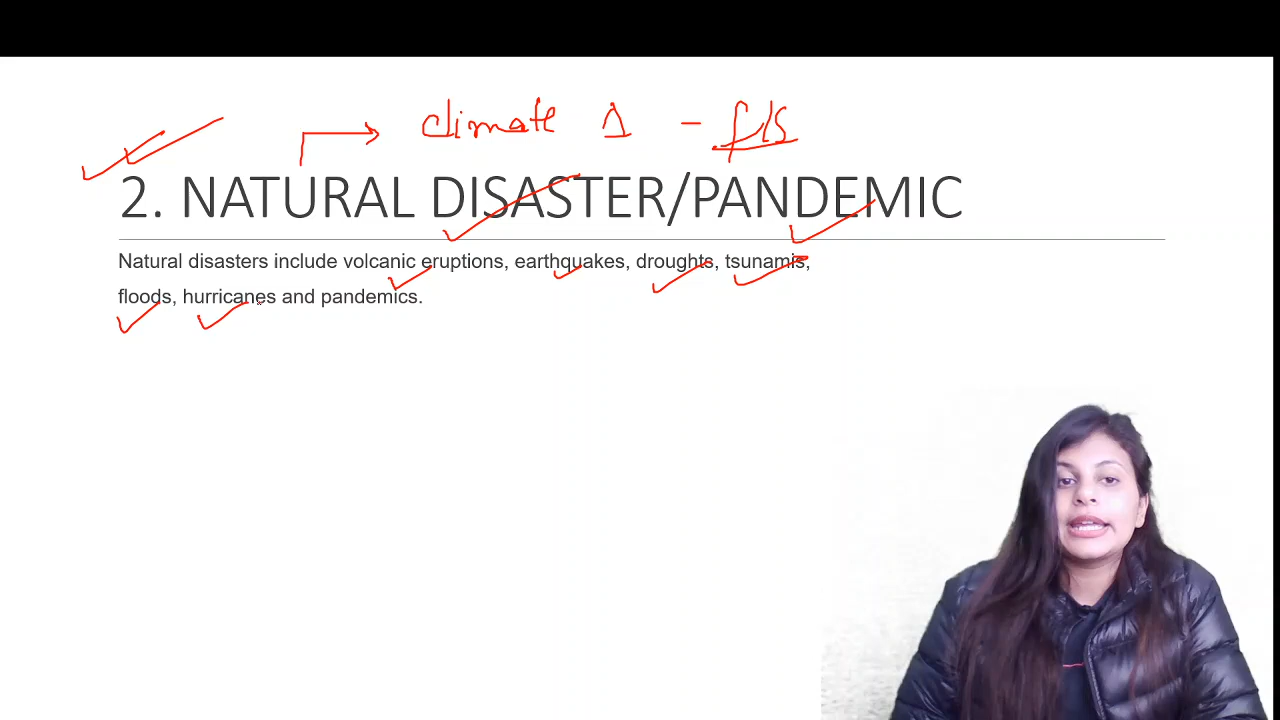 climate Δ -
2. NATURAL DISASTER/PANDEMIC
Natural disasters include volcanic eruptions, earthquakes, droughts, tsunamis,
floods, hurricanes and pandemics.